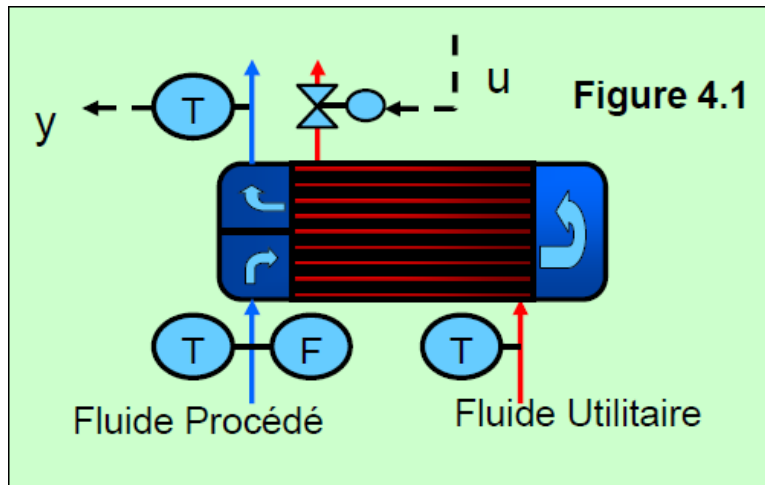 u
Figure 4.1
T
y
T
F
T
Fluide Procédé
Fluide Utilitaire